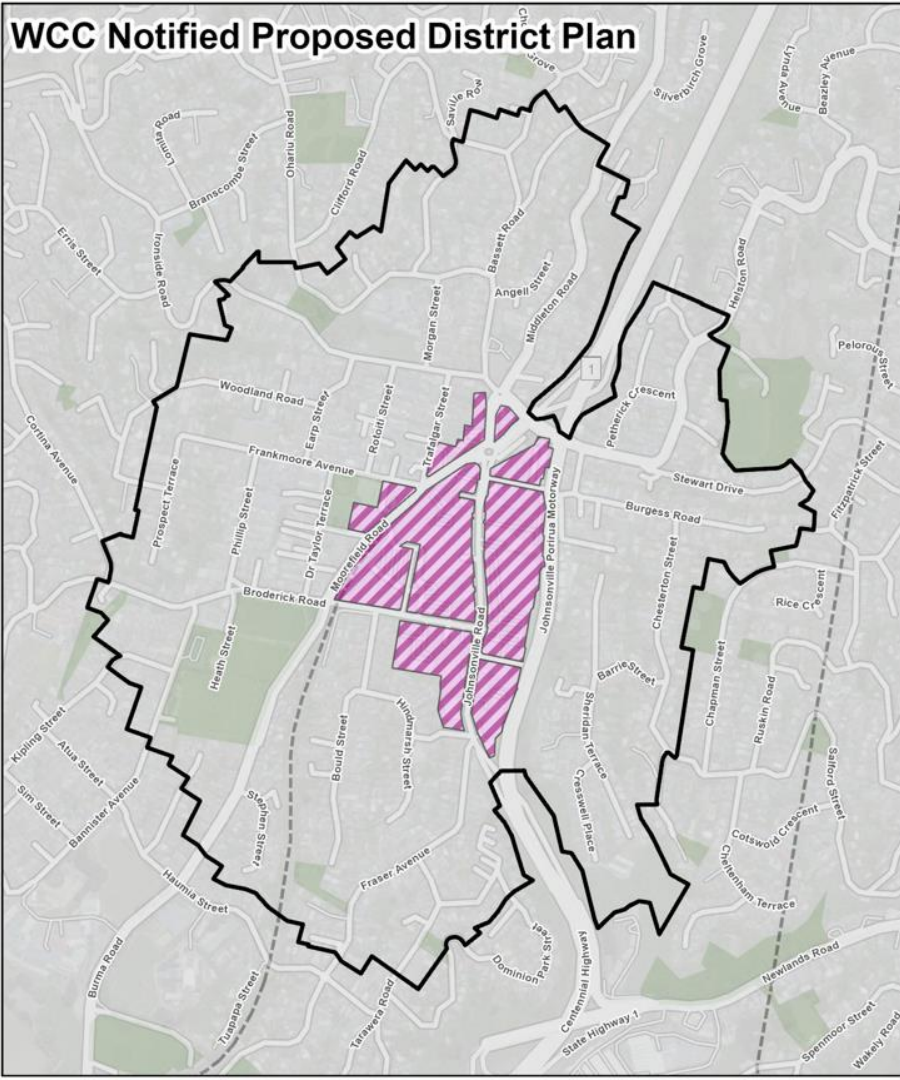 WCC Notified Proposed District Plan
Grove
Silverbirch Grove
Lynda Avenue
Beazley Avenue
Saville Row
Lomita Road
Ohariu Road
Branscombe Street
Clifford Road
Erris Street
Ironside Road
Bassett Road
Helston Road
Angell Street
Middleton Road
Morgan Street
Pelorous Street
1
Woodland Road
Petherick Crescent
Earp Street
Rotoiti Street
Trafalgar Street
Cortina Avenue
Frankmoore Avenue
Stewart Drive
Fitzpatrick Street
Prospect Terrace
Phillip Street
Dr Taylor Terrace
Moorefield Road
Johnsonville Porirua Motorway
Burgess Road
Chesterton Street
Broderick Road
Rice Crescent
Heath Street
Johnsonville Road
Barrie Street
Chapman Street
Ruskin Road
Kipling Street
Hindmarsh Street
Bould Street
Sheridan Terrace
Salford Street
Atua Street
Sim Street
Bannister Avenue
Stephen Street
Cresswell Place
Cotswold Crescent
Fraser Avenue
Cheltenham Terrace
Haumia Street
Dominion Park Street
Centennial Highway
Newlands Road
Burma Road
Tuapapa Street
Tarawera Road
State Highway 1
Spenmoor Street
Wakely Road